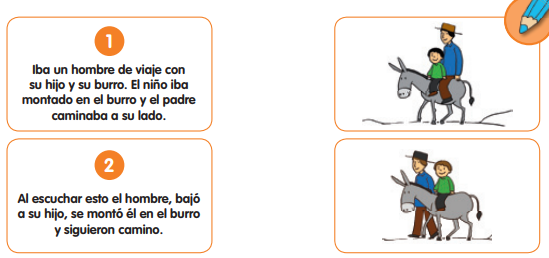 1
Iba un hombre de viaje con
su hijo y su burro. El niño iba
montado en el burro y el padre
caminaba a su lado.
2
Al escuchar esto el hombre, bajó
a su hijo, se montó él en el burro
y siguieron camino.